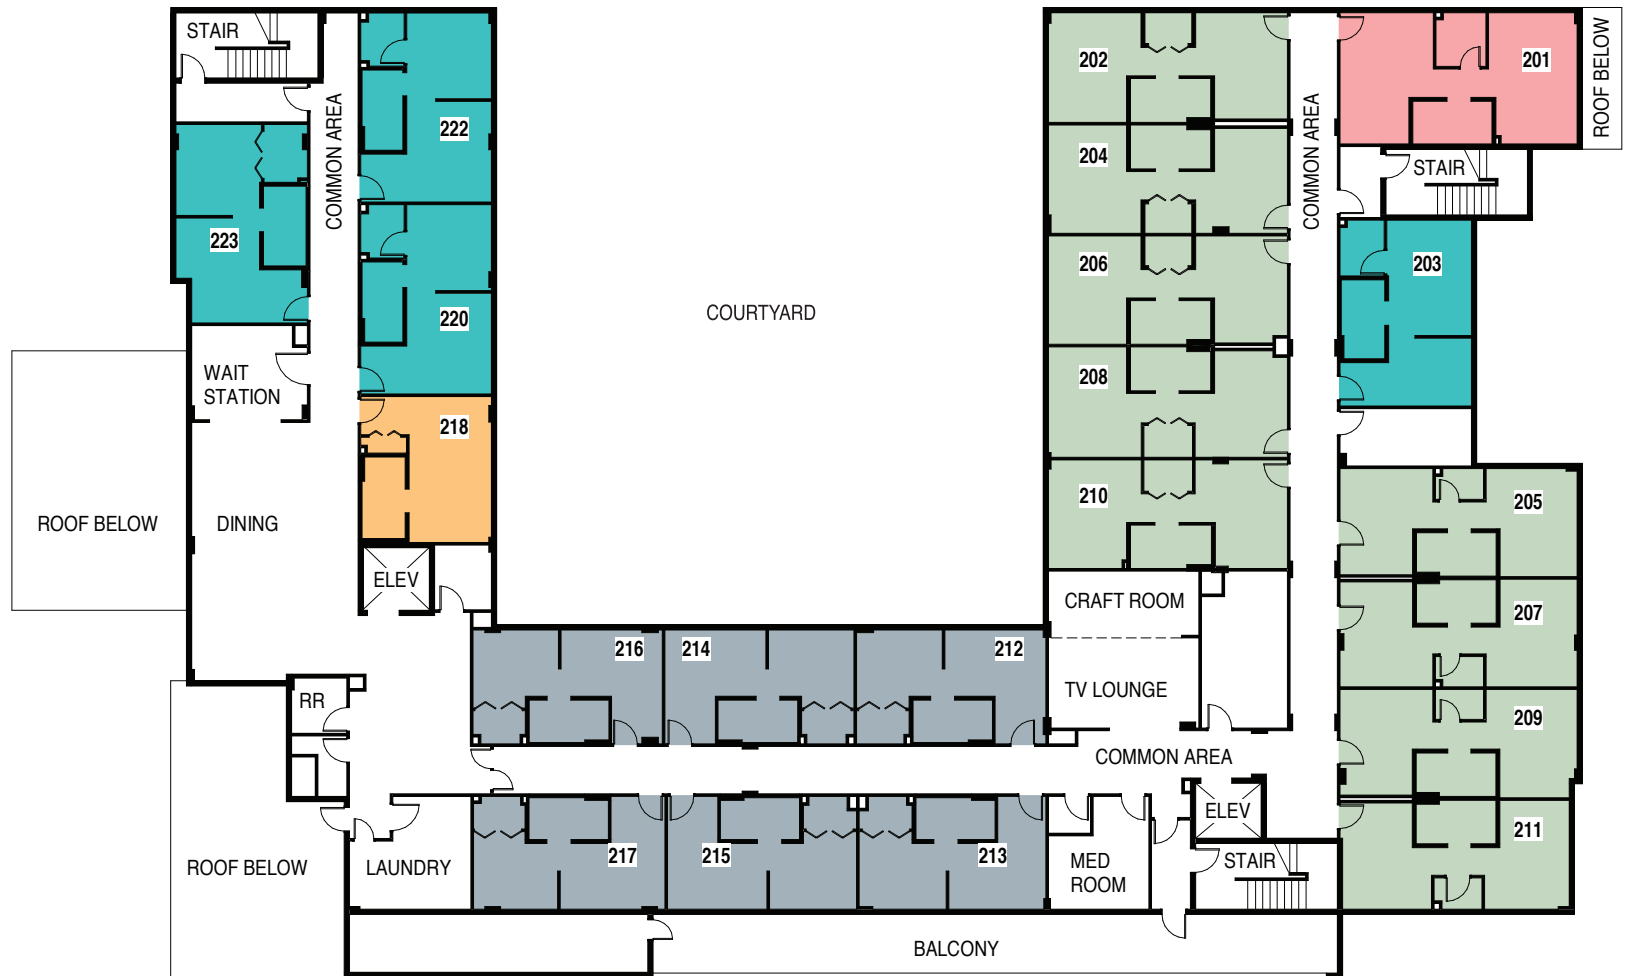 STAIR
COMMON AREA
222
223
220
WAIT
STATION
218
ROOF BELOW
DINING
ELEV
RR
COURTYARD
202
201
ROOF BELOW
204
COMMON AREA
STAIR
206
203
208
210
205
CRAFT ROOM
207
TV LOUNGE
209
216
214
212
COMMON AREA
ELEV
211
ROOF BELOW
LAUNDRY
217
215
213
MED
ROOM
STAIR
BALCONY